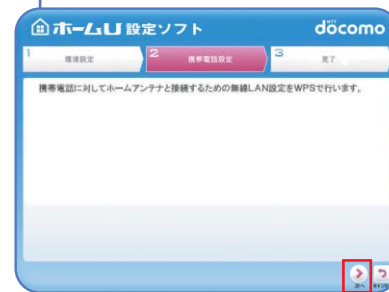 ホームU 設定ソフト
NTT
döcomo
1 環境設定
2 携帯電話設定
3 完了
携帯電話に対してホームアンテナと接続するための無線LAN設定をWPSで行います。
次へ